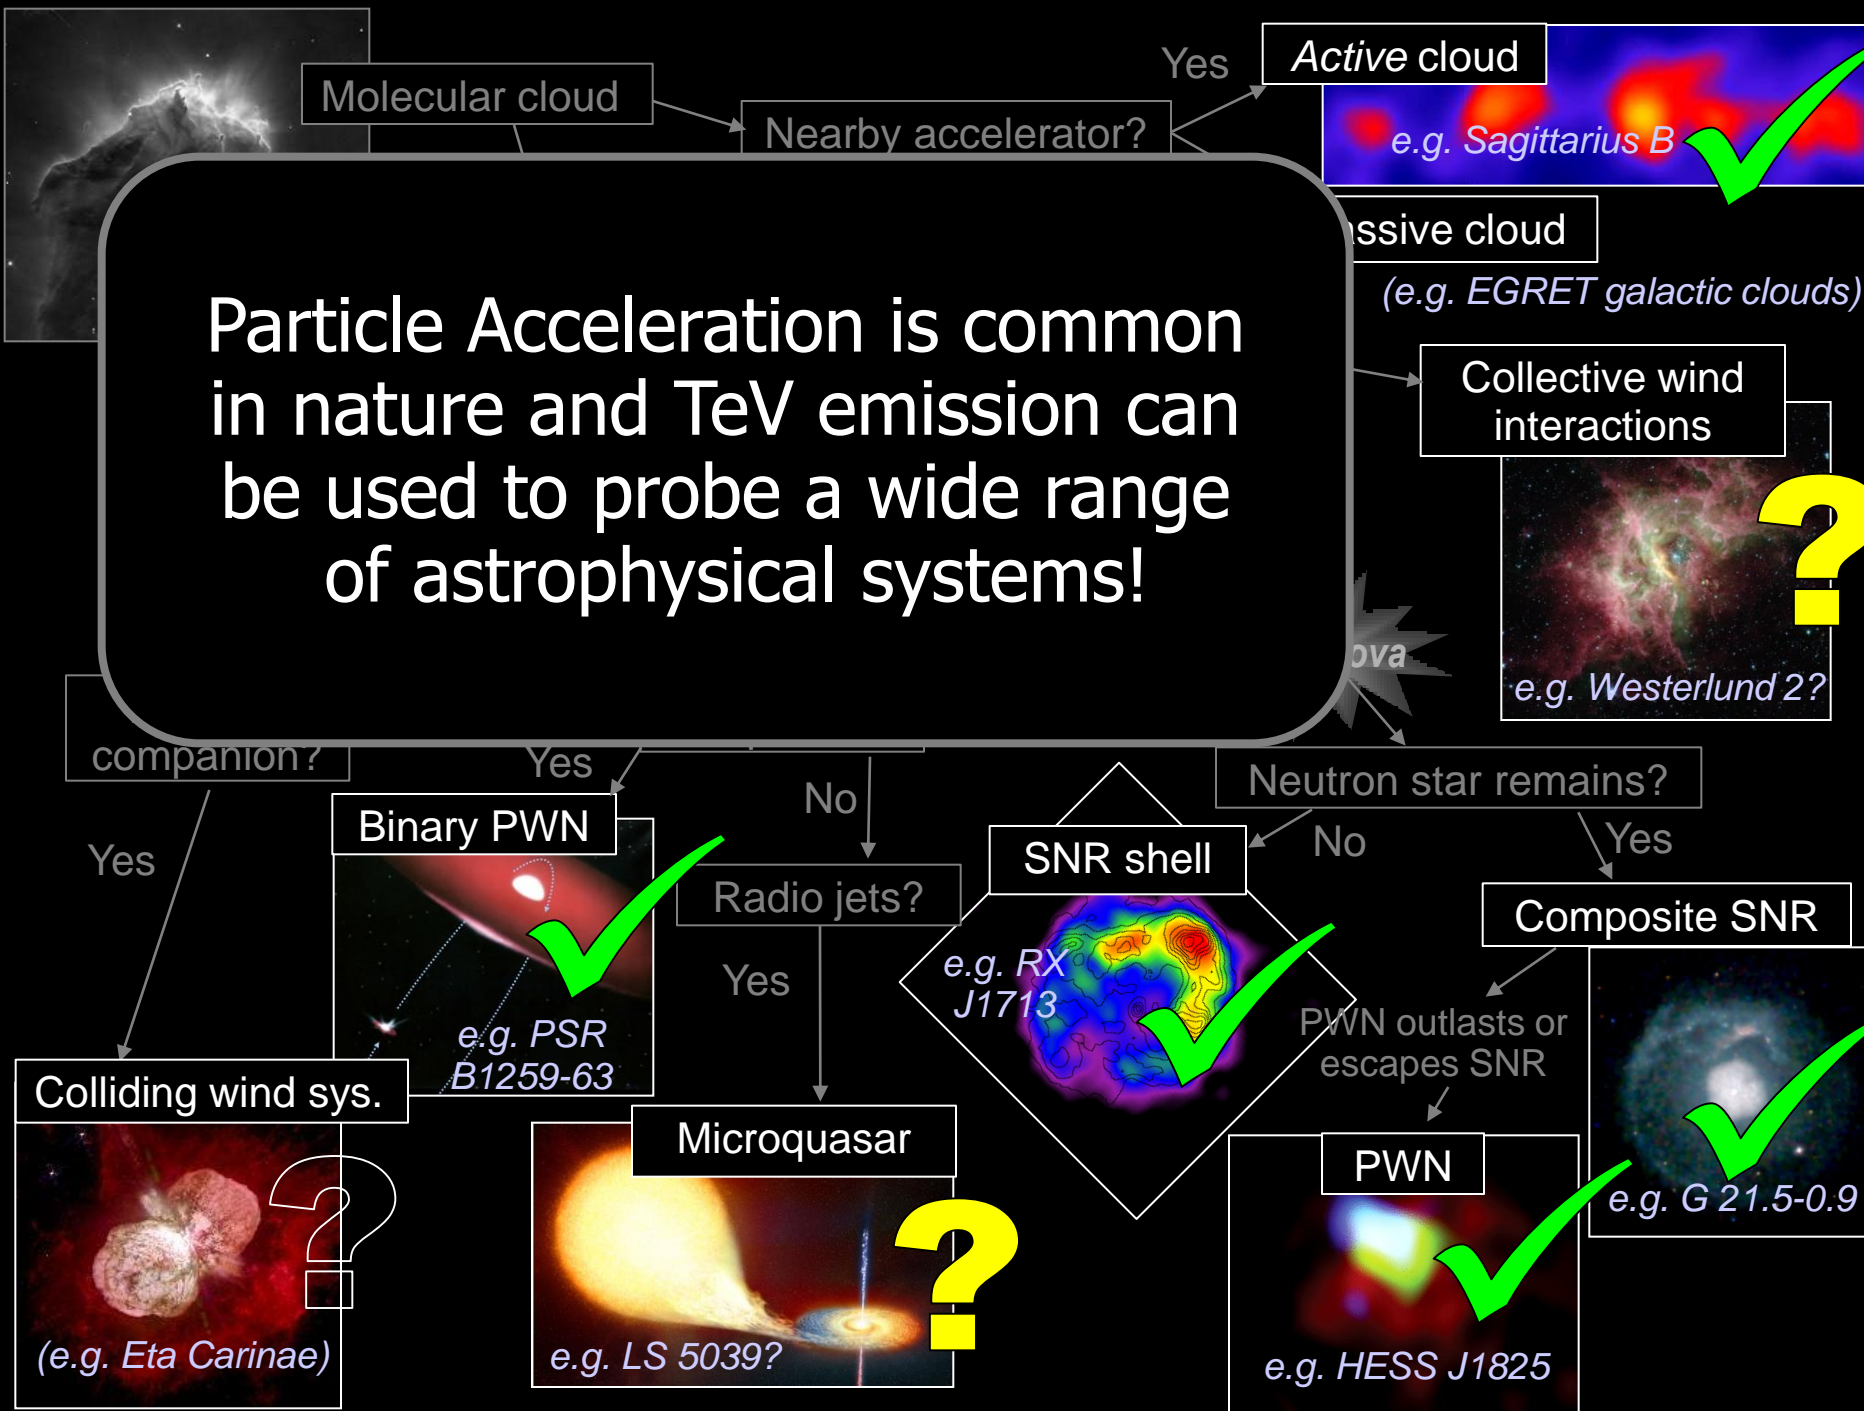 Molecular cloud
Nearby accelerator?
Yes
Active cloud
e.g. Sagittarius B
cloud
(e.g. EGRET galactic clouds)
Particle Acceleration is common
in nature and TeV emission can
be used to probe a wide range
of astrophysical systems!
Collective wind
interactions
e.g. Westerlund 2?
companion?
Yes
Yes
No
Neutron star remains?
No
Yes
Binary PWN
e.g. PSR
B1259-63
Radio jets?
Yes
SNR shell
e.g. RX
J1713
Composite SNR
e.g. G 21.5-0.9
PWN outlasts or
escapes SNR
Colliding wind sys.
(e.g. Eta Carinae)
?
Microquasar
e.g. LS 5039?
?
PWN
e.g. HESS J1825
?